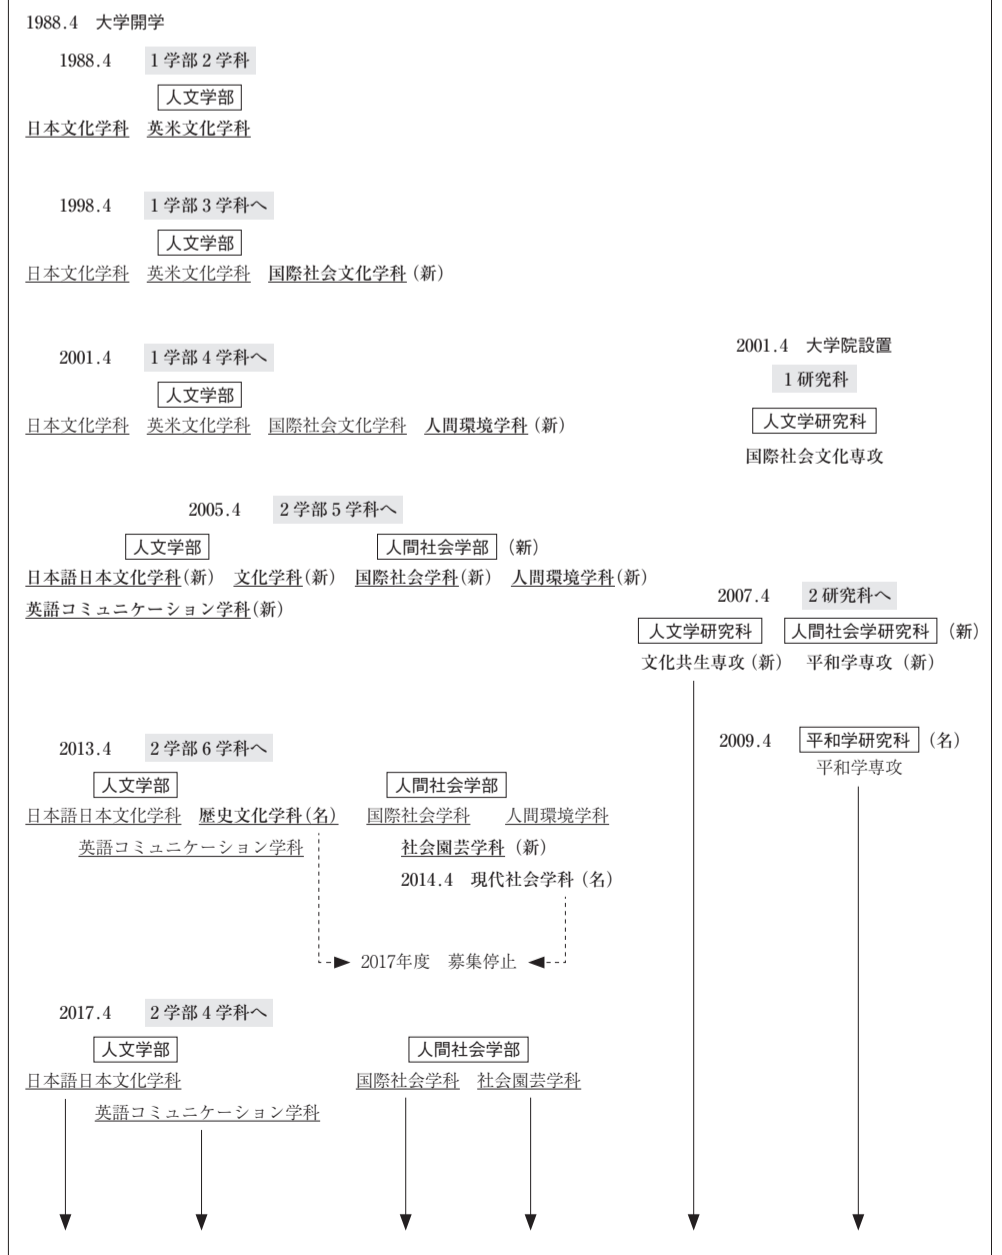 1988.4 大学開学
1988.4 1学部2学科
人文学部
日本文化学科 英米文化学科
1998.4 1学部3学科へ
人文学部
日本文化学科 英米文化学科 国際社会文化学科(新)
2001.4 1学部4学科へ
人文学部
日本文化学科 英米文化学科 国際社会文化学科 人間環境学科(新)
2001.4 大学院設置
1研究科
人文学研究科
国際社会文化専攻
2005.4 2学部5学科へ
人文学部 人間社会学部(新)
日本語日本文化学科(新) 文化学科(新) 国際社会学科(新) 人間環境学科(新)
英語コミュニケーション学科(新)
2007.4 2研究科へ
人文学研究科 人間社会学研究科(新)
文化共生専攻(新) 平和学専攻(新)
2009.4 平和学研究科(名)
平和学専攻
2013.4 2学部6学科へ
人文学部 人間社会学部
日本語日本文化学科 歴史文化学科(名) 国際社会学科 人間環境学科
英語コミュニケーション学科 社会園芸学科(新)
2014.4 現代社会学科(名)
2017年度 募集停止
2017.4 2学部4学科へ
人文学部 人間社会学部
日本語日本文化学科 国際社会学科 社会園芸学科
英語コミュニケーション学科